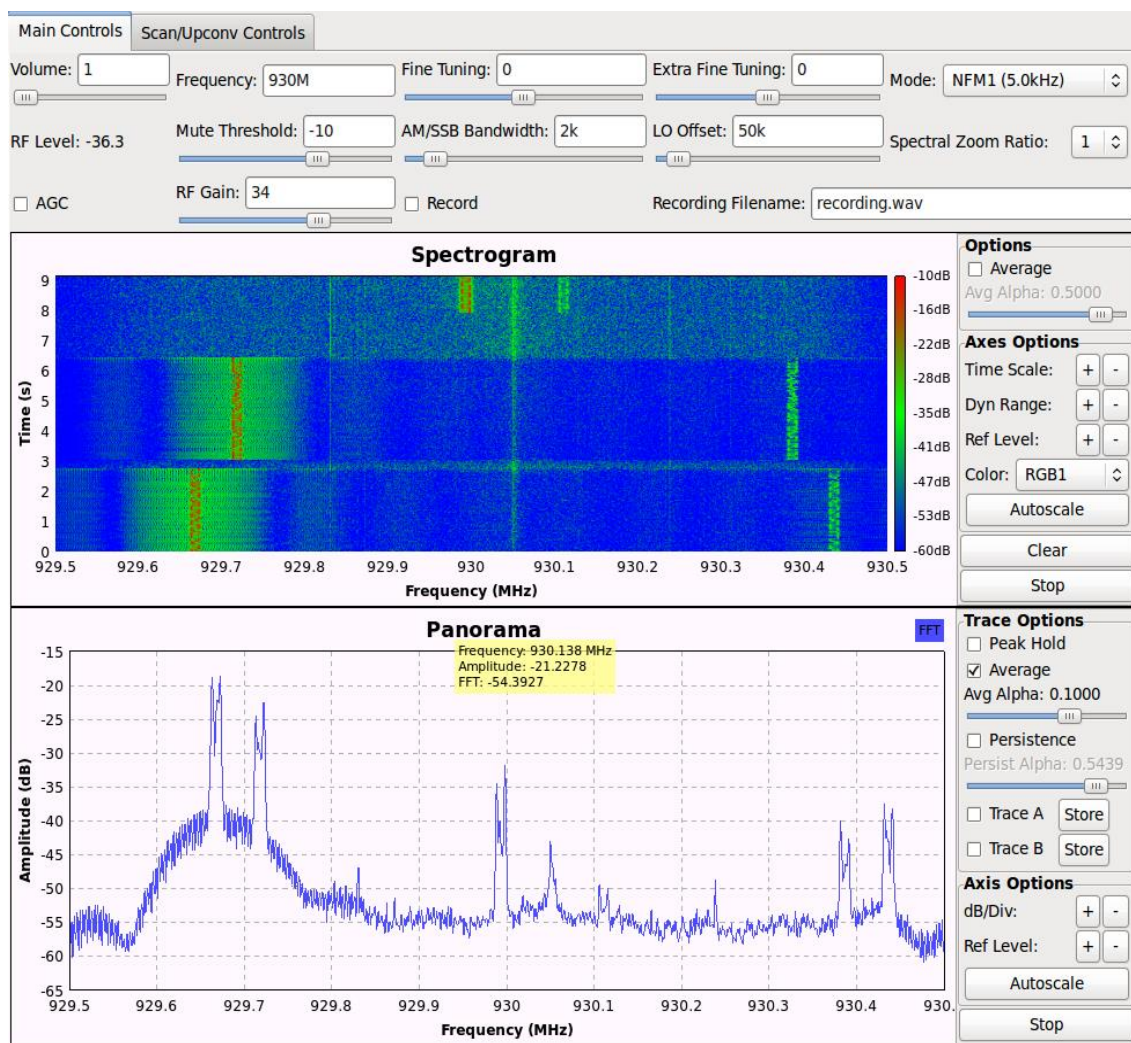 Main Controls Scan/Upconv Controls
Volume: 1 Frequency: 930M Fine Tuning: 0 Extra Fine Tuning: 0 Mode: NFM1 (5.0kHz)
RF Level: -36.3 Mute Threshold: -10 AM/SSB Bandwidth: 2k LO Offset: 50k Spectral Zoom Ratio: 1
AGC RF Gain: 34 Record Recording Filename: recording.wav
Spectrogram
9
8
7
6
5
4
3
2
1
0
Time (s)
929.5 929.6 929.7 929.8 929.9 930 930.1 930.2 930.3 930.4 930.5
Frequency (MHz)
-10dB
-16dB
-22dB
-28dB
-35dB
-41dB
-47dB
-53dB
-60dB
Options
Average
Avg Alpha: 0.5000
Axes Options
Time Scale: + -
Dyn Range: + -
Ref Level: + -
Color: RGB1
Autoscale
Clear
Stop
Panorama
FFT
Frequency: 930.138 MHz
Amplitude: -21.2278
FFT: -54.3927
-15
-20
-25
-30
-35
-40
-45
-50
-55
-60
-65
Amplitude (dB)
929.5 929.6 929.7 929.8 929.9 930 930.1 930.2 930.3 930.4 930.
Frequency (MHz)
Trace Options
Peak Hold
Average
Avg Alpha: 0.1000
Persistence
Persist Alpha: 0.5439
Trace A Store
Trace B Store
Axis Options
dB/Div: + -
Ref Level: + -
Autoscale
Stop